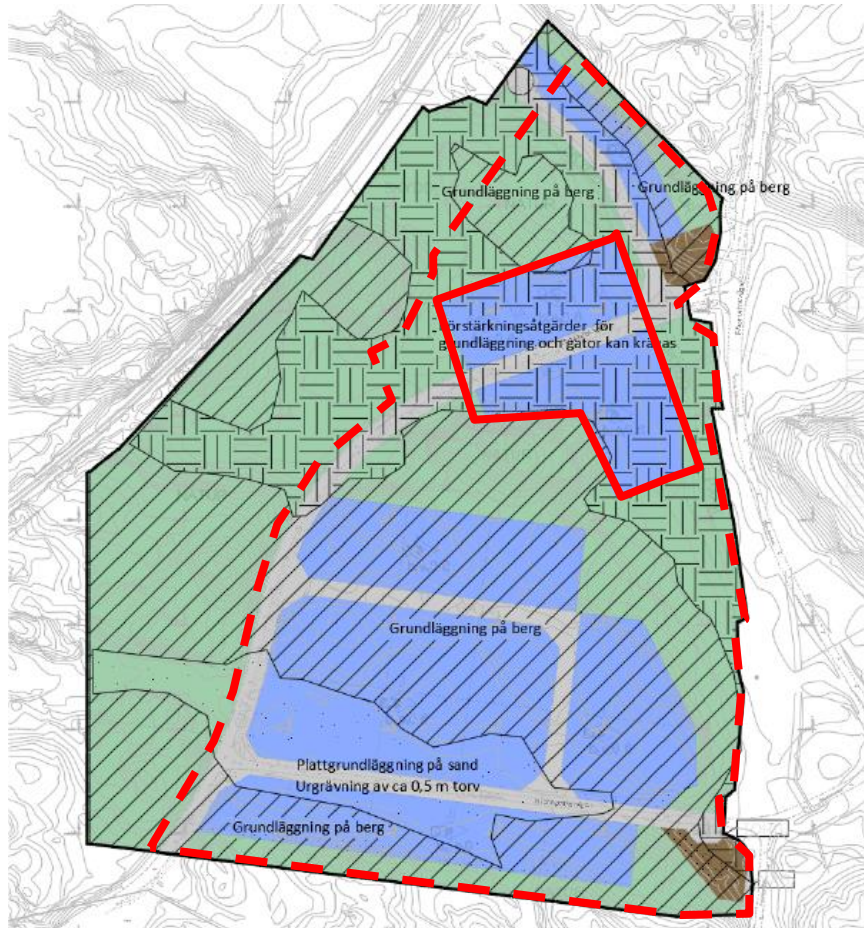 Grundläggning på berg
Grundläggning på berg
Förstärkningsåtgärder för
grundläggning och gator kan krävas
Grundläggning på berg
Plattgrundläggning på sand
Urgrävning av ca 0,5 m torv
Grundläggning på berg